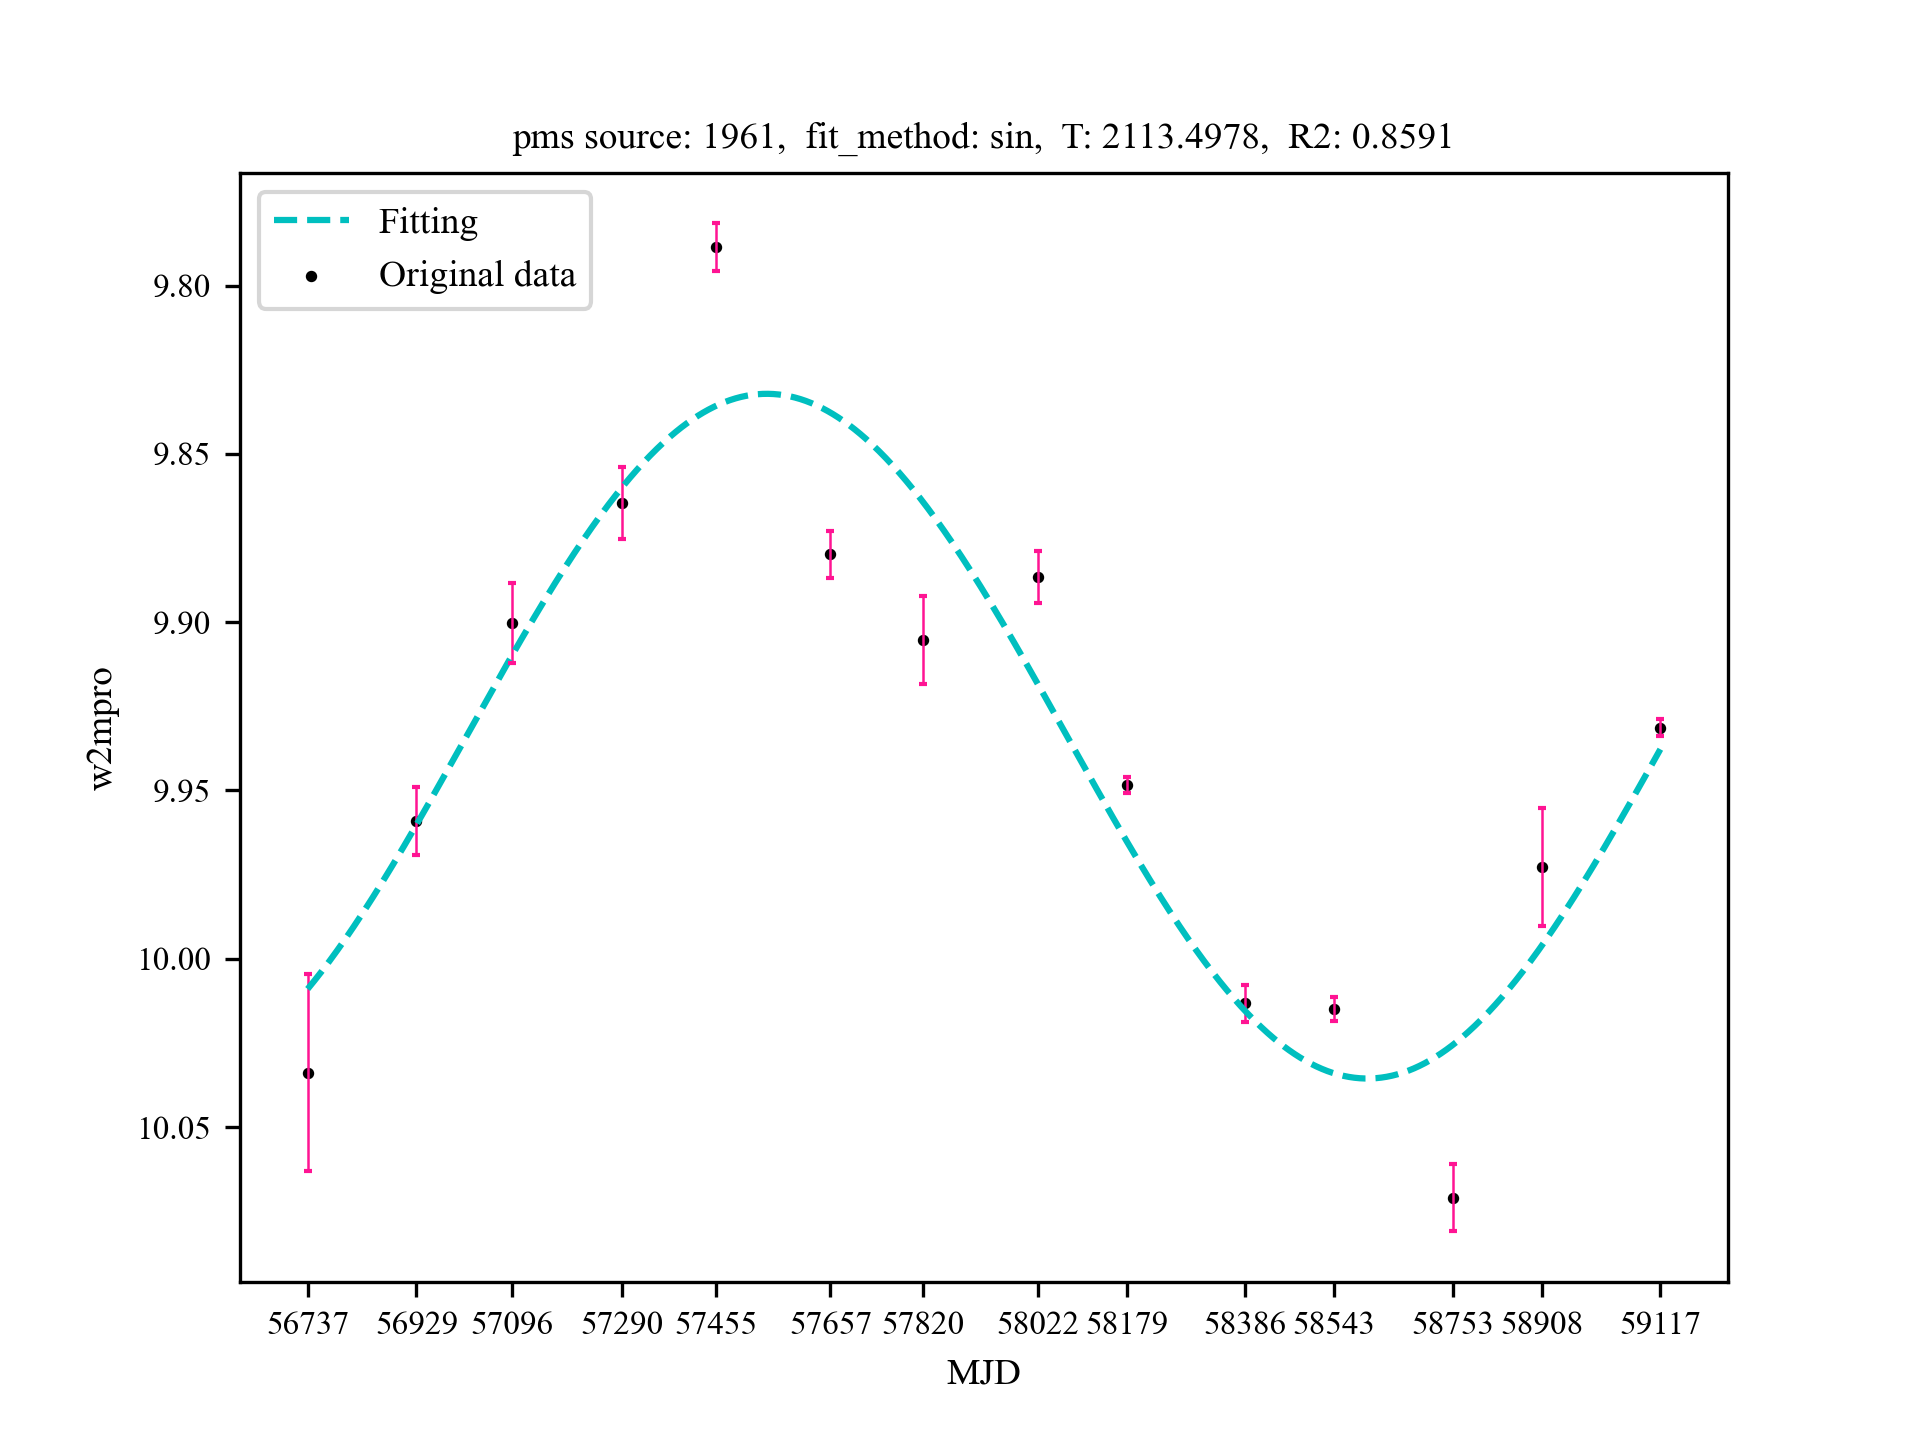 pms source: 1961,  fit_method: sin,  T: 2113.4978,  R2: 0.8591
Fitting
Original data
9.80
9.85
9.90
9.95
10.00
10.05
w2mpro
56737 56929 57096 57290 57455 57657 57820 58022 58179 58386 58543 58753 58908 59117
MJD